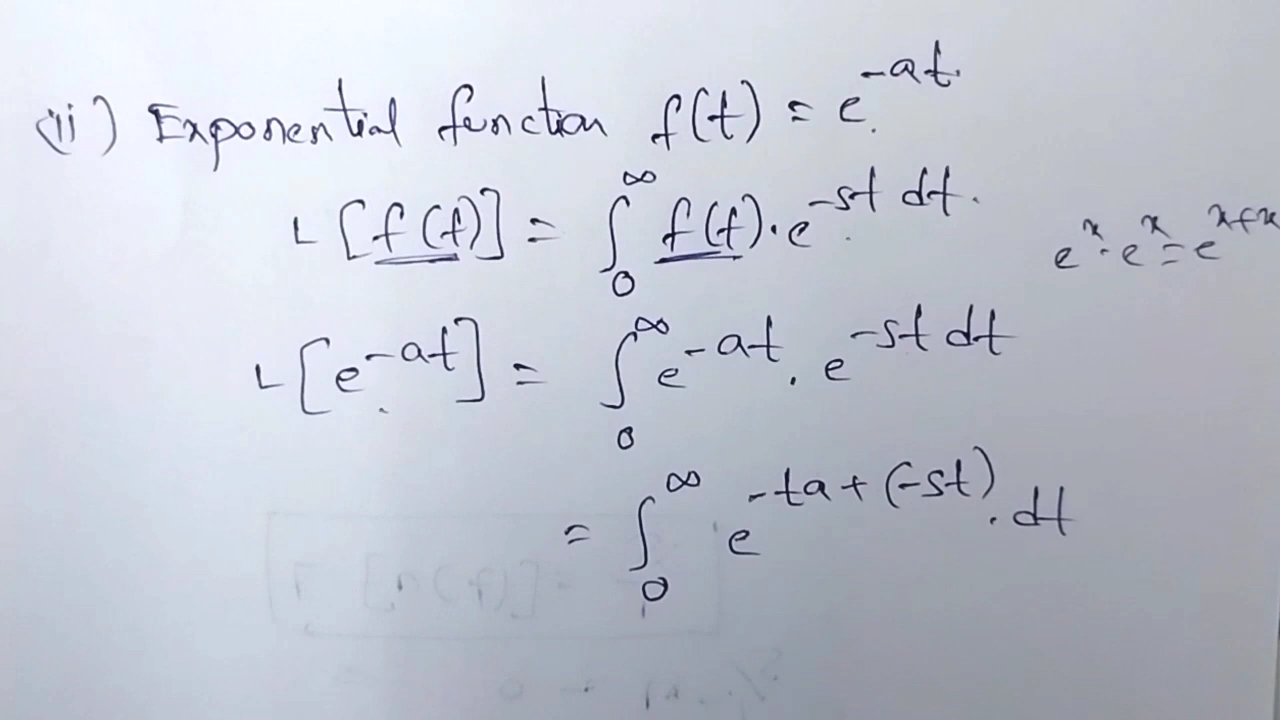 (ii) Exponential function f(t) = e^{-at}.
L [f(t)] = ∫_0^∞ f(t) · e^{-st} dt.
e^x · e^x = e^{x+x}
L [e^{-at}] = ∫_0^∞ e^{-at} . e^{-st} dt
= ∫_0^∞ e^{-ta + (-st)} . dt